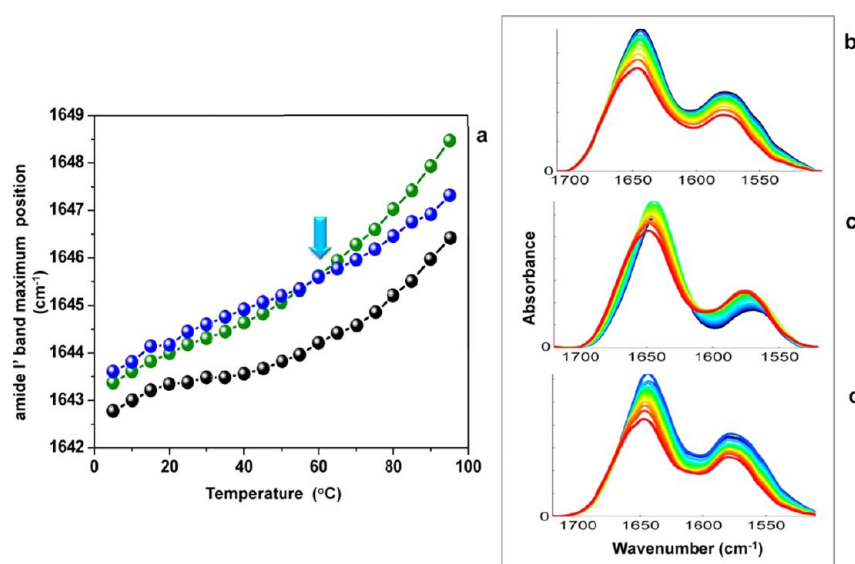 a
1649
1648
1647
1646
1645
1644
1643
1642
0 20 40 60 80 100
Temperature (°C)
amide I' band maximum position
(cm⁻¹)
b
0
1700 1650 1600 1550
c
0
1700 1650 1600 1550
0
1700 1650 1600 1550
Absorbance
Wavenumber (cm⁻¹)